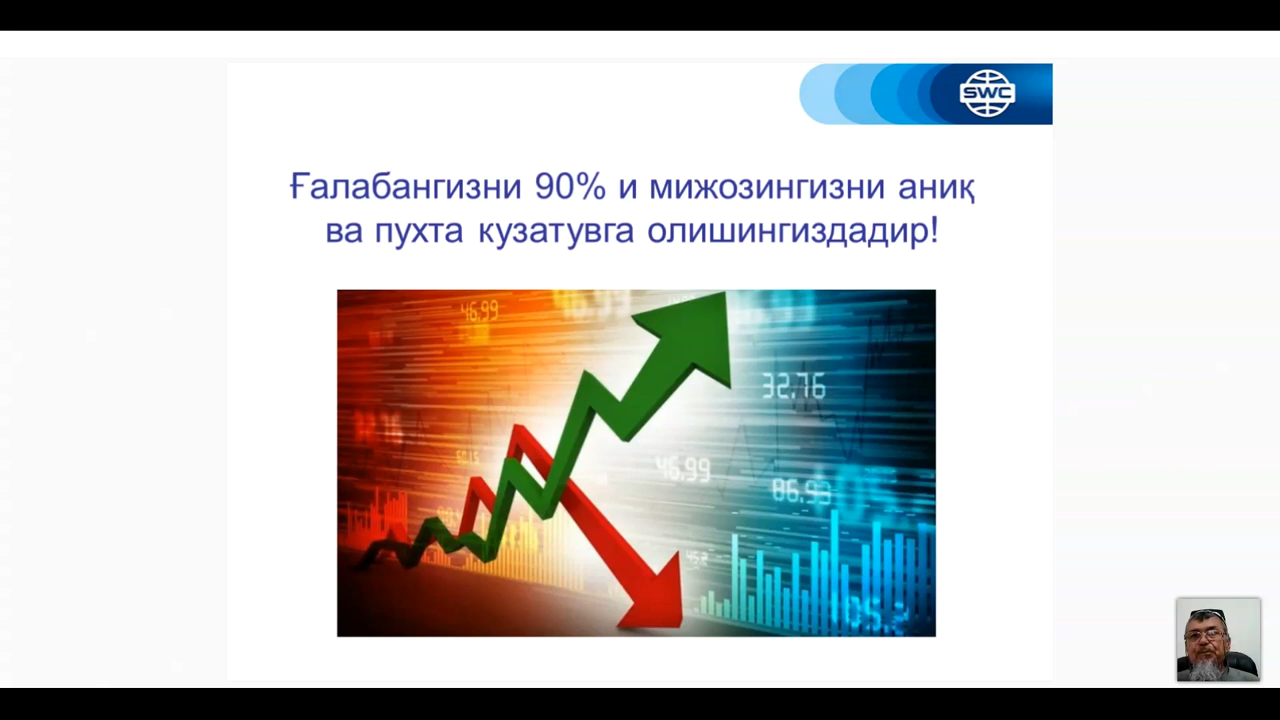 SWC
Ғалабангизни 90% и мижозингизни аниқ
ва пухта кузатувга олишингиздадир!
46.99
32.76
46.99
86.93